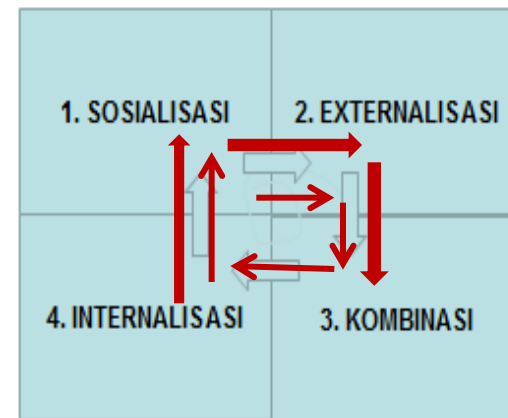 1. SOSIALISASI
2. EXTERNALISASI
4. INTERNALISASI
3. KOMBINASI